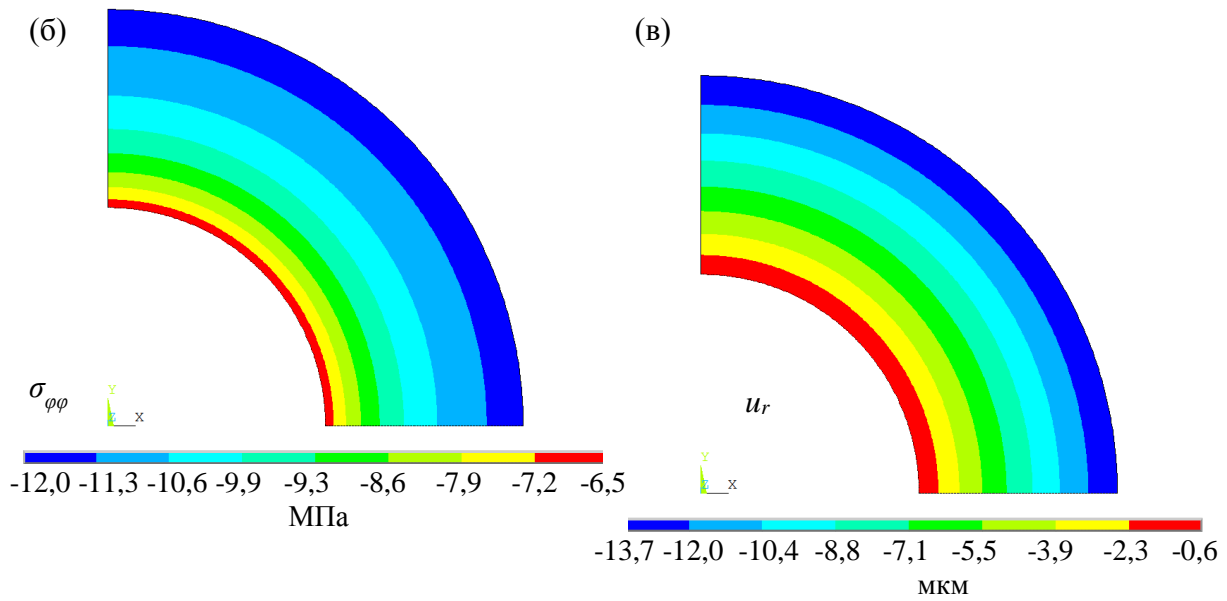 (б)
(в)
σφφ
Y
Z X
-12,0 -11,3 -10,6 -9,9 -9,3 -8,6 -7,9 -7,2 -6,5
МПа
ur
Y
Z X
-13,7 -12,0 -10,4 -8,8 -7,1 -5,5 -3,9 -2,3 -0,6
мкм